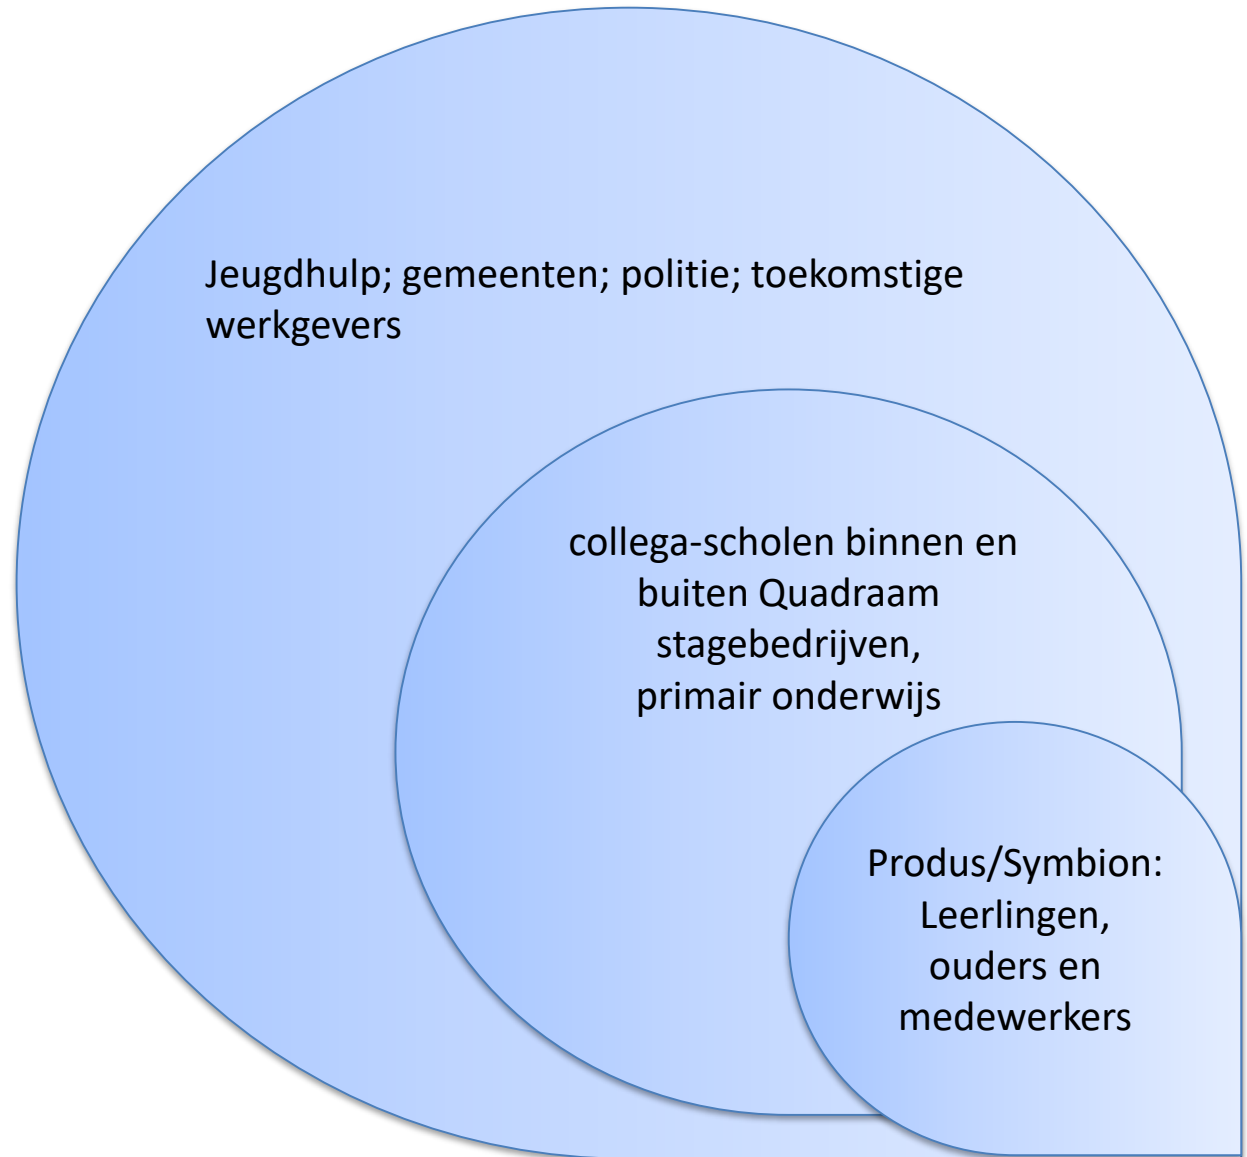 Jeugdhulp; gemeenten; politie; toekomstige
werkgevers
collega-scholen binnen en
buiten Quadraam
stagebedrijven,
primair onderwijs
Produs/Symbion:
Leerlingen,
ouders en
medewerkers